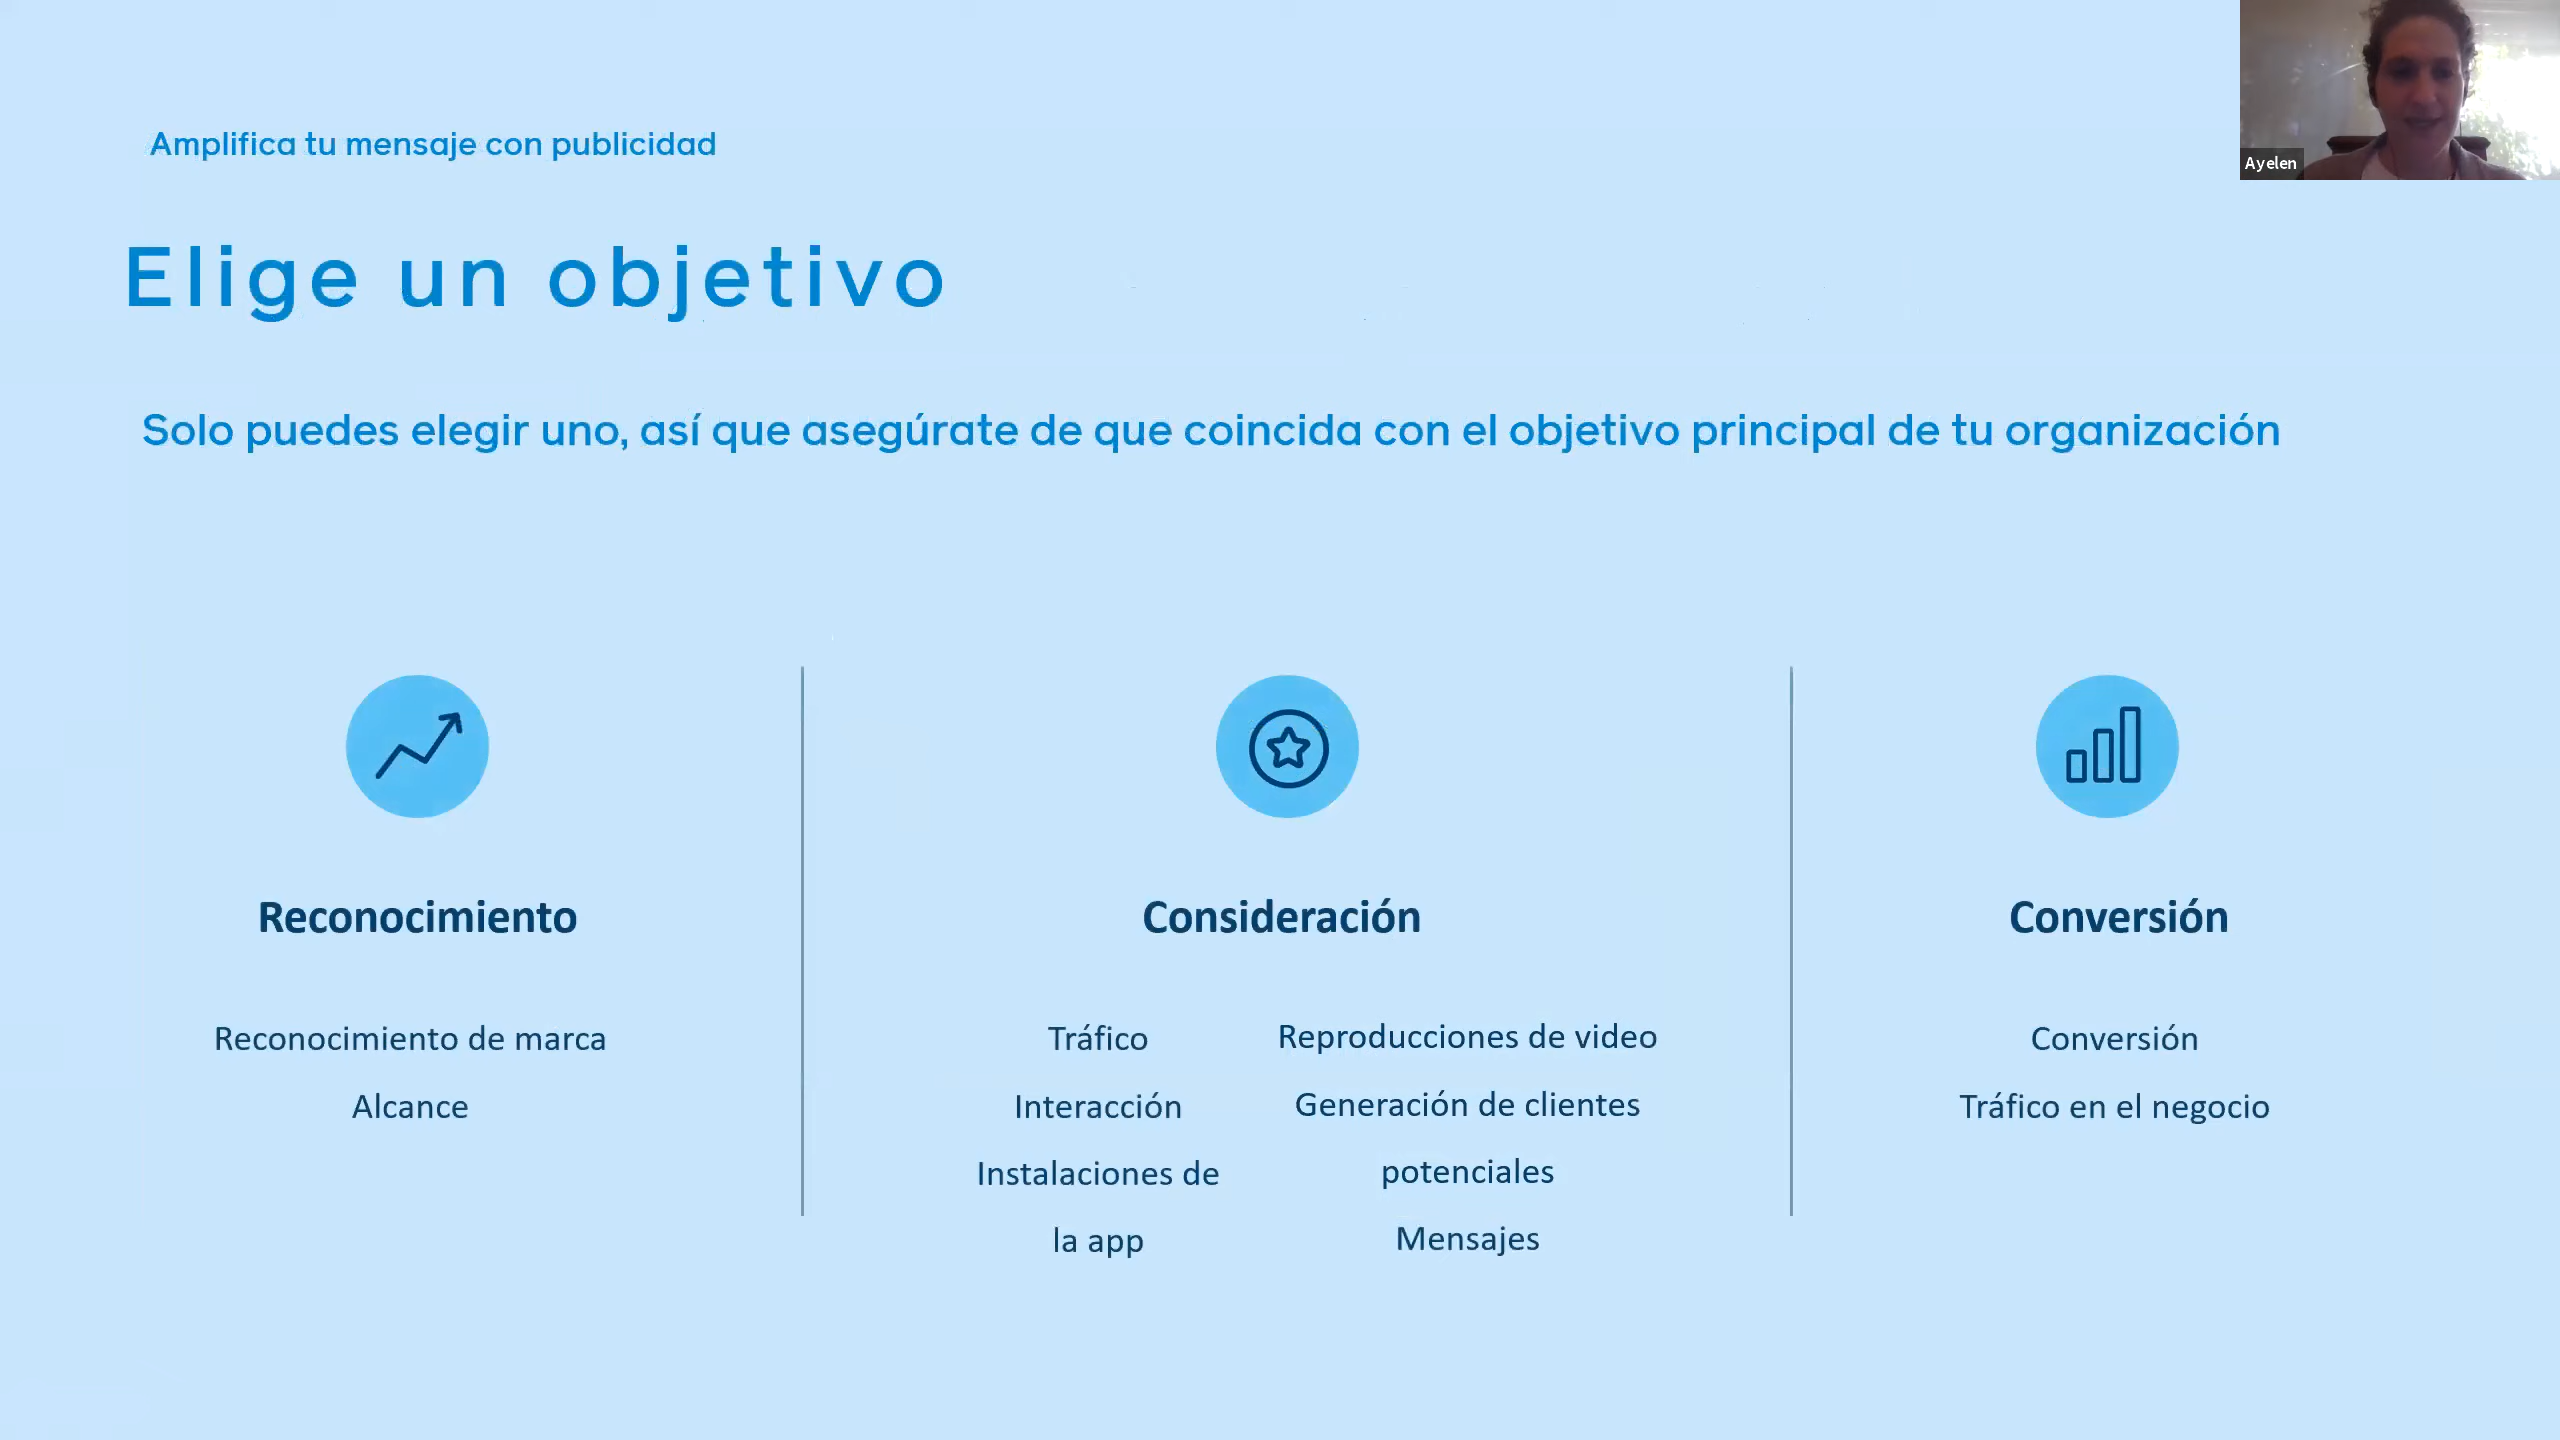 Amplifica tu mensaje con publicidad
Ayelen
Elige un objetivo
Solo puedes elegir uno, así que asegúrate de que coincida con el objetivo principal de tu organización
Reconocimiento
Reconocimiento de marca
Alcance
Consideración
Tráfico
Interacción
Instalaciones de
la app
Reproducciones de video
Generación de clientes
potenciales
Mensajes
Conversión
Conversión
Tráfico en el negocio